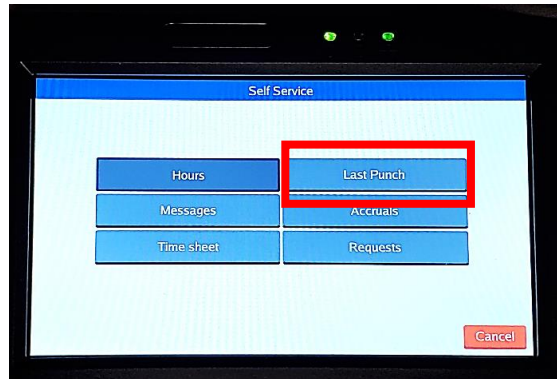 Self Service
Hours Last Punch
Messages Accruals
Time sheet Requests
Cancel